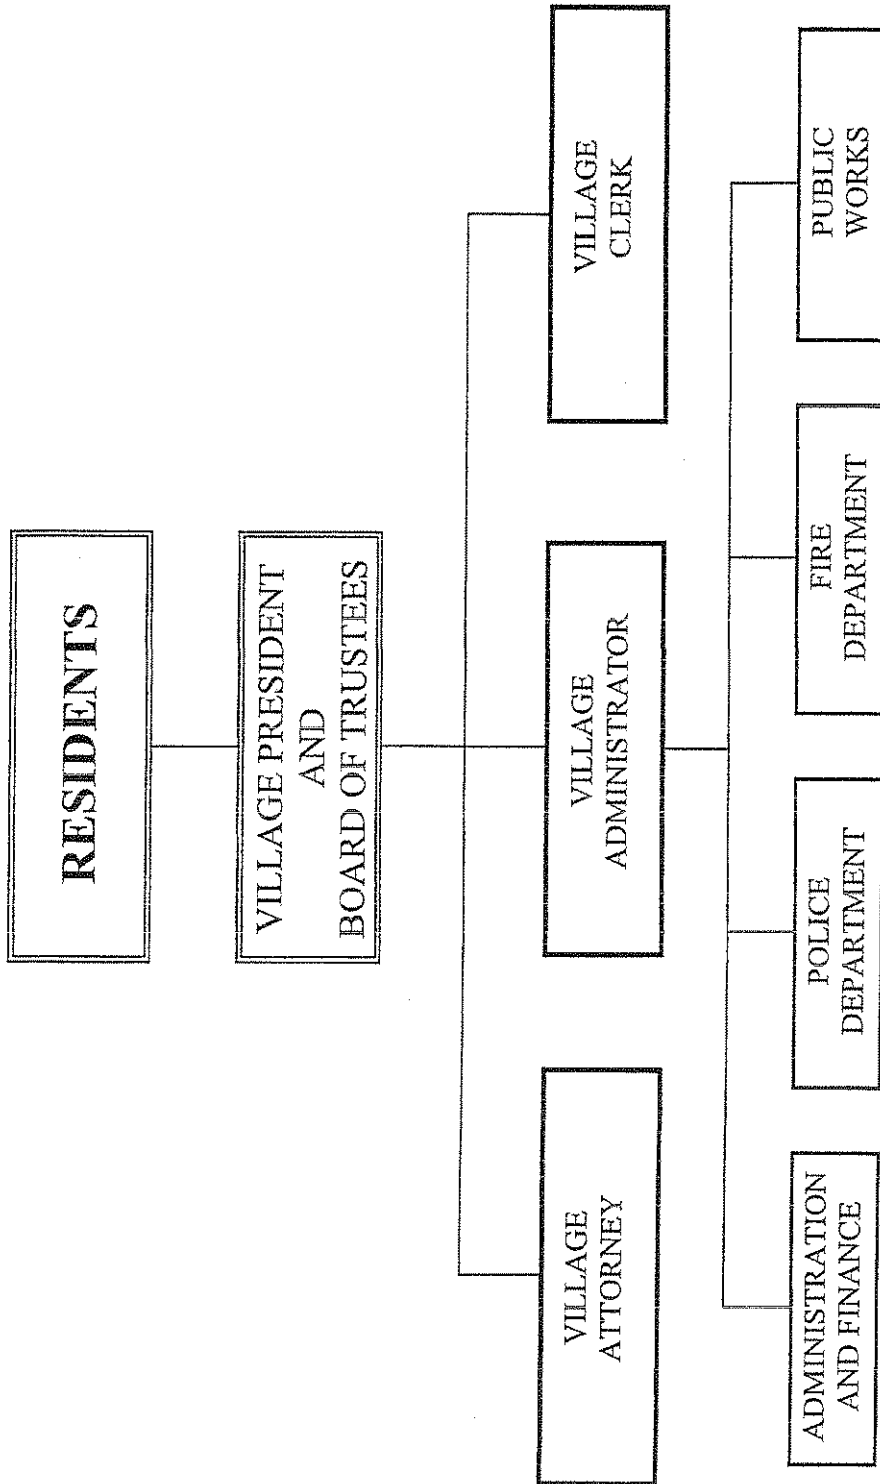 RESIDENTS
VILLAGE PRESIDENT
AND
BOARD OF TRUSTEES
VILLAGE
ATTORNEY
VILLAGE
ADMINISTRATOR
VILLAGE
CLERK
ADMINISTRATION
AND FINANCE
POLICE
DEPARTMENT
FIRE
DEPARTMENT
PUBLIC
WORKS